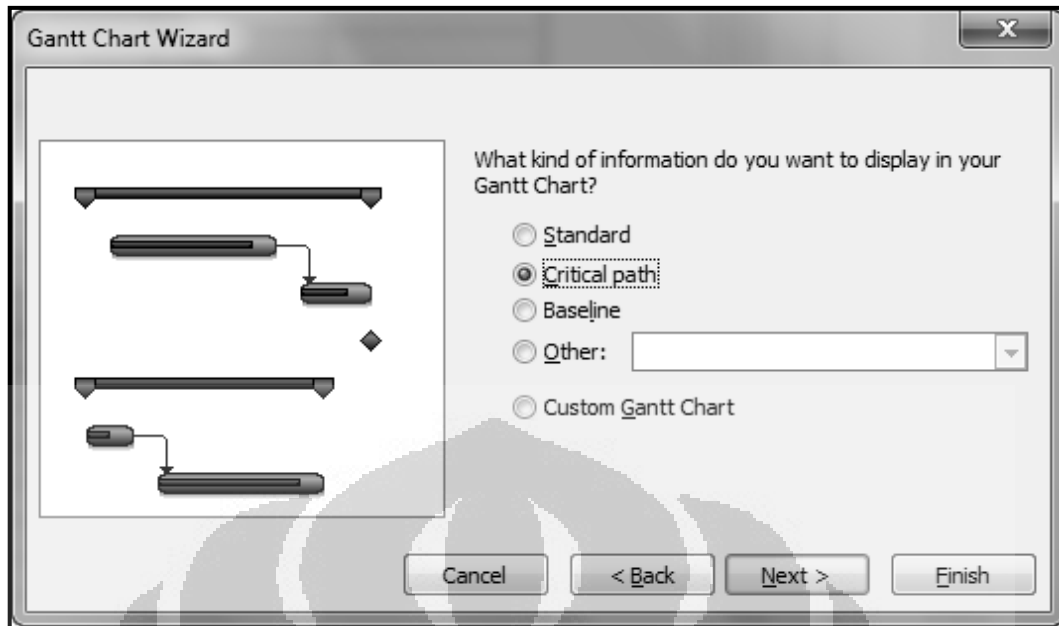 Gantt Chart Wizard
X
What kind of information do you want to display in your
Gantt Chart?
Standard
Critical path
Baseline
Other:
Custom Gantt Chart
Cancel
< Back
Next >
Finish